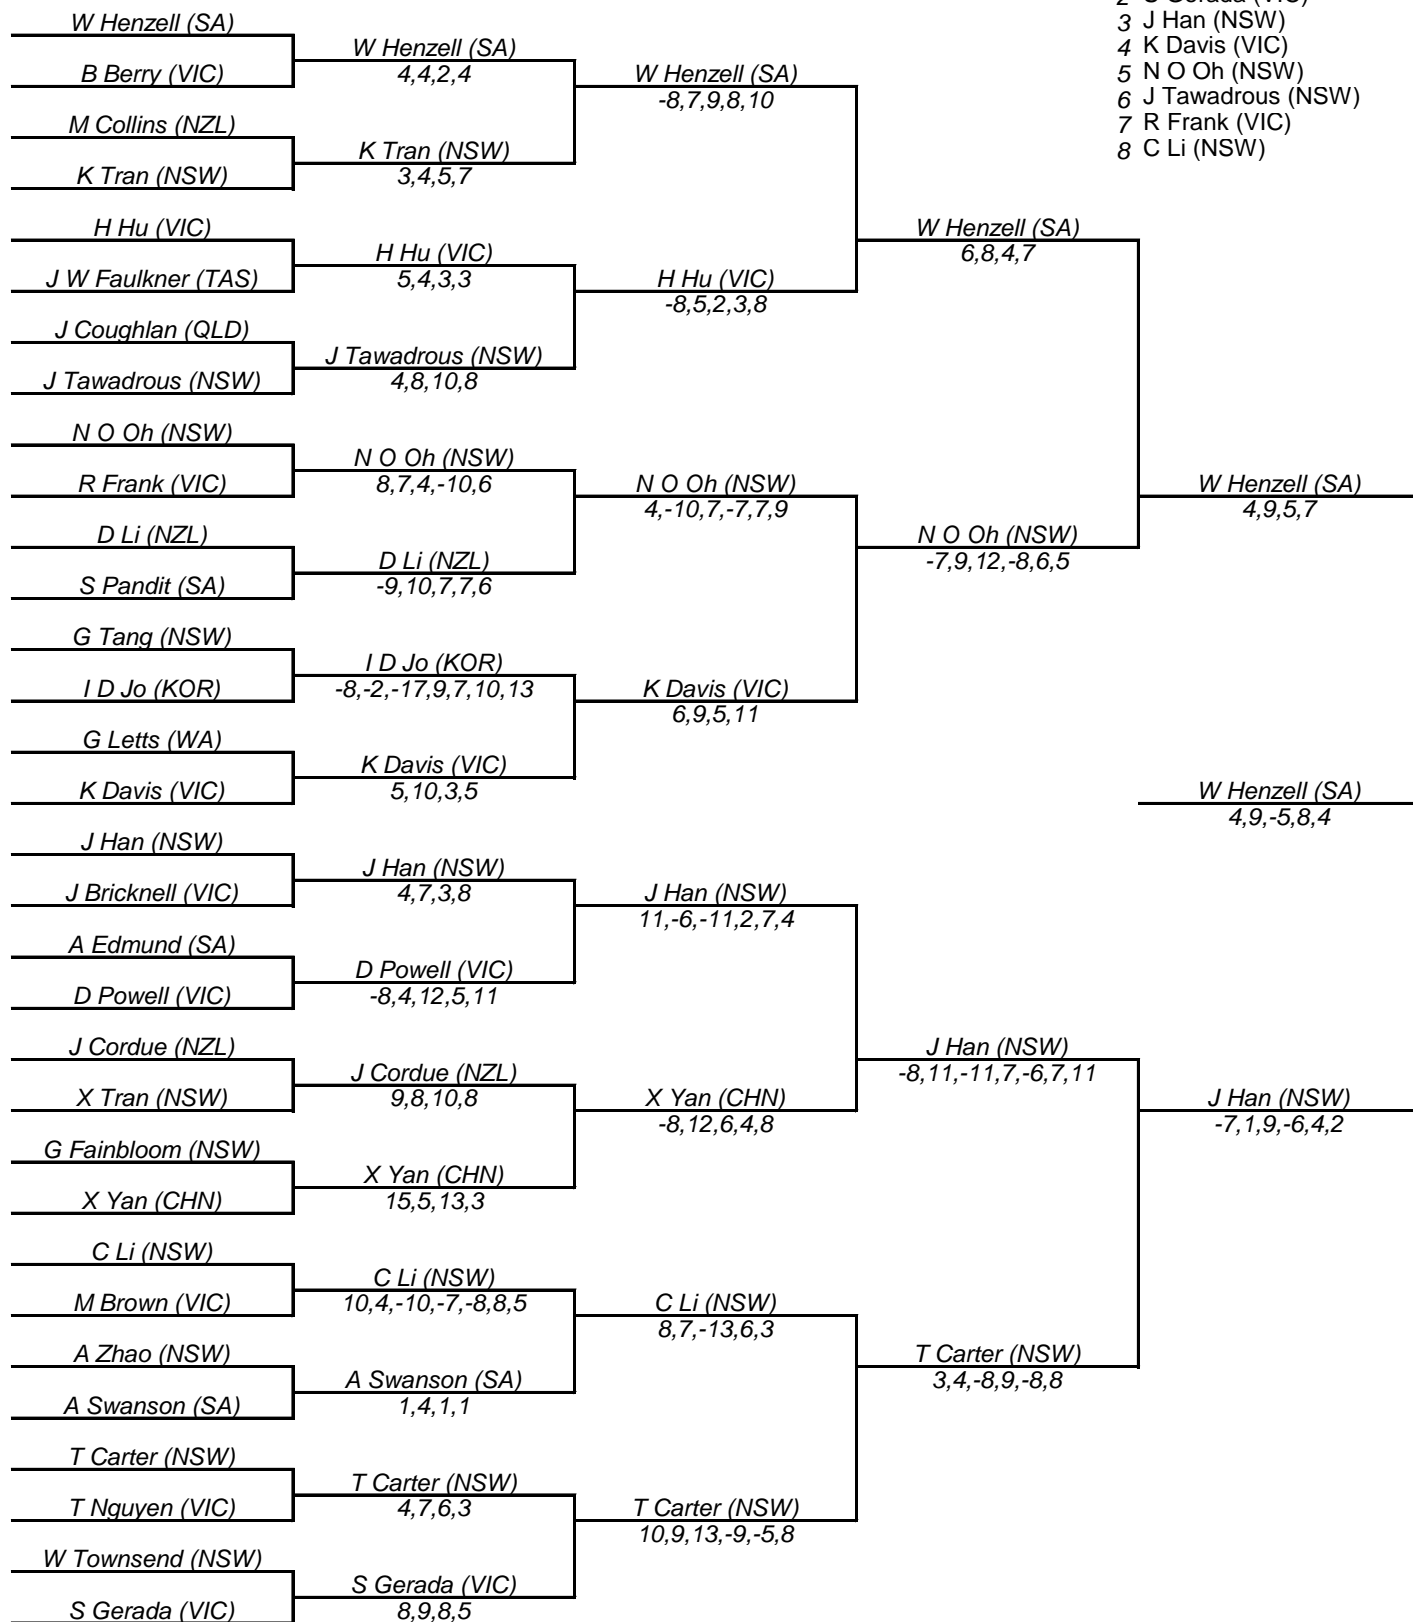 2 S Gerada (VIC)
3 J Han (NSW)
4 K Davis (VIC)
5 N O Oh (NSW)
6 J Tawadrous (NSW)
7 R Frank (VIC)
8 C Li (NSW)
W Henzell (SA)
B Berry (VIC)
M Collins (NZL)
K Tran (NSW)
H Hu (VIC)
J W Faulkner (TAS)
J Coughlan (QLD)
J Tawadrous (NSW)
N O Oh (NSW)
R Frank (VIC)
D Li (NZL)
S Pandit (SA)
G Tang (NSW)
I D Jo (KOR)
G Letts (WA)
K Davis (VIC)
J Han (NSW)
J Bricknell (VIC)
A Edmund (SA)
D Powell (VIC)
J Cordue (NZL)
X Tran (NSW)
G Fainbloom (NSW)
X Yan (CHN)
C Li (NSW)
M Brown (VIC)
A Zhao (NSW)
A Swanson (SA)
T Carter (NSW)
T Nguyen (VIC)
W Townsend (NSW)
S Gerada (VIC)
W Henzell (SA)
4,4,2,4
K Tran (NSW)
3,4,5,7
H Hu (VIC)
5,4,3,3
J Tawadrous (NSW)
4,8,10,8
N O Oh (NSW)
8,7,4,-10,6
D Li (NZL)
-9,10,7,7,6
I D Jo (KOR)
-8,-2,-17,9,7,10,13
K Davis (VIC)
5,10,3,5
J Han (NSW)
4,7,3,8
D Powell (VIC)
-8,4,12,5,11
J Cordue (NZL)
9,8,10,8
X Yan (CHN)
15,5,13,3
C Li (NSW)
10,4,-10,-7,-8,8,5
A Swanson (SA)
1,4,1,1
T Carter (NSW)
4,7,6,3
S Gerada (VIC)
8,9,8,5
W Henzell (SA)
-8,7,9,8,10
H Hu (VIC)
-8,5,2,3,8
N O Oh (NSW)
4,-10,7,-7,7,9
K Davis (VIC)
6,9,5,11
J Han (NSW)
11,-6,-11,2,7,4
X Yan (CHN)
-8,12,6,4,8
C Li (NSW)
8,7,-13,6,3
T Carter (NSW)
10,9,13,-9,-5,8
W Henzell (SA)
6,8,4,7
N O Oh (NSW)
-7,9,12,-8,6,5
J Han (NSW)
-8,11,-11,7,-6,7,11
T Carter (NSW)
3,4,-8,9,-8,8
W Henzell (SA)
4,9,5,7
W Henzell (SA)
4,9,-5,8,4
J Han (NSW)
-7,1,9,-6,4,2